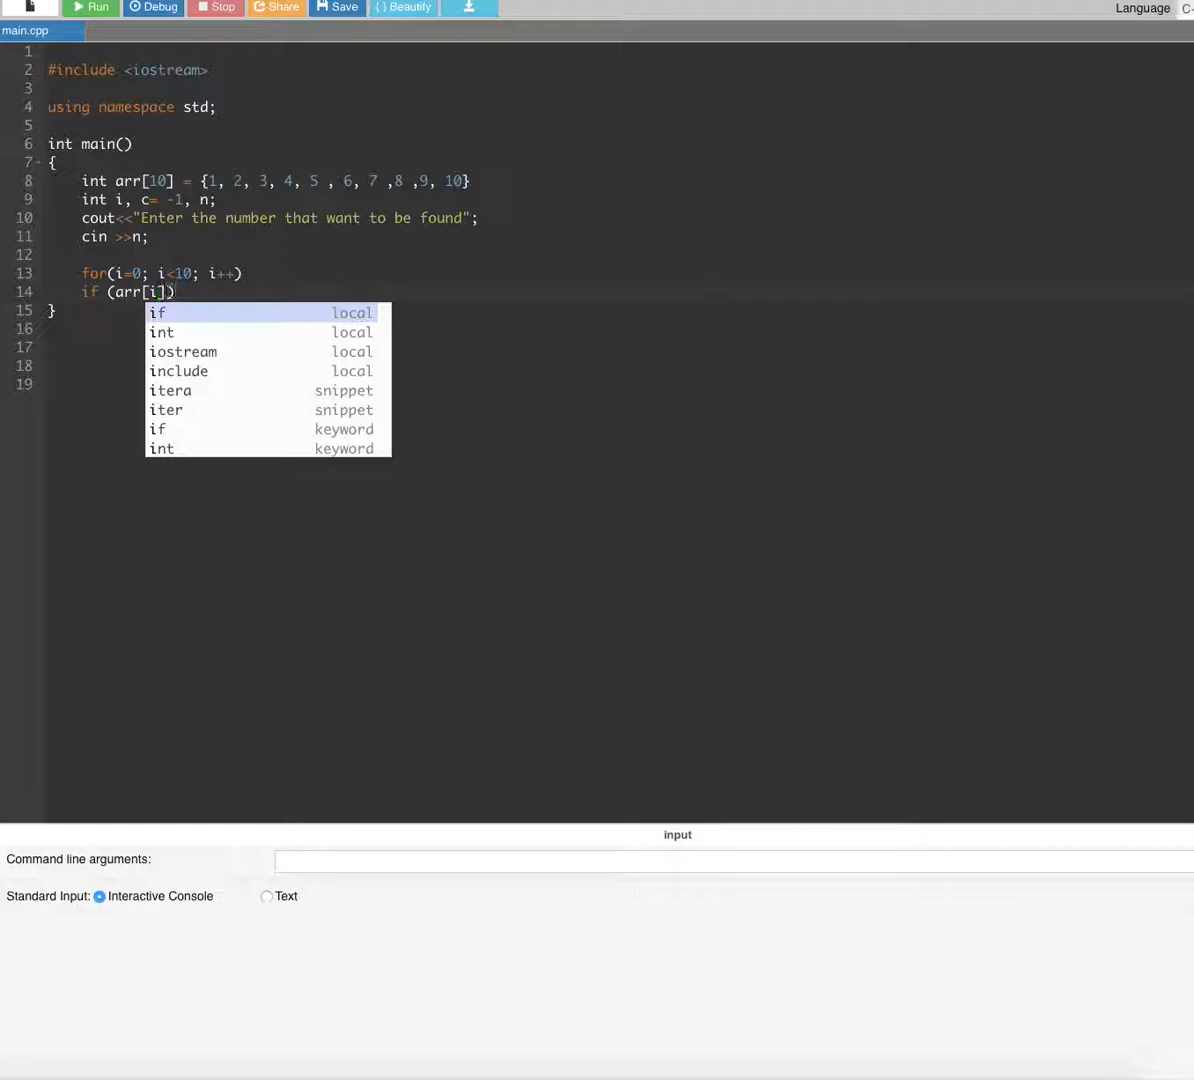 Run Debug Stop Share Save { } Beautify Language C-
main.cpp
1
2 #include <iostream>
3
4 using namespace std;
5
6 int main()
7 {
8 int arr[10] = {1, 2, 3, 4, 5 , 6, 7 ,8 ,9, 10}
9 int i, c= -1, n;
10 cout<<"Enter the number that want to be found";
11 cin >>n;
12
13 for(i=0; i<10; i++)
14 if (arr[i])
15 }
if local
16
int local
17
iostream local
18
include local
19
itera snippet
iter snippet
if keyword
int keyword
input
Command line arguments:
Standard Input: Interactive Console Text